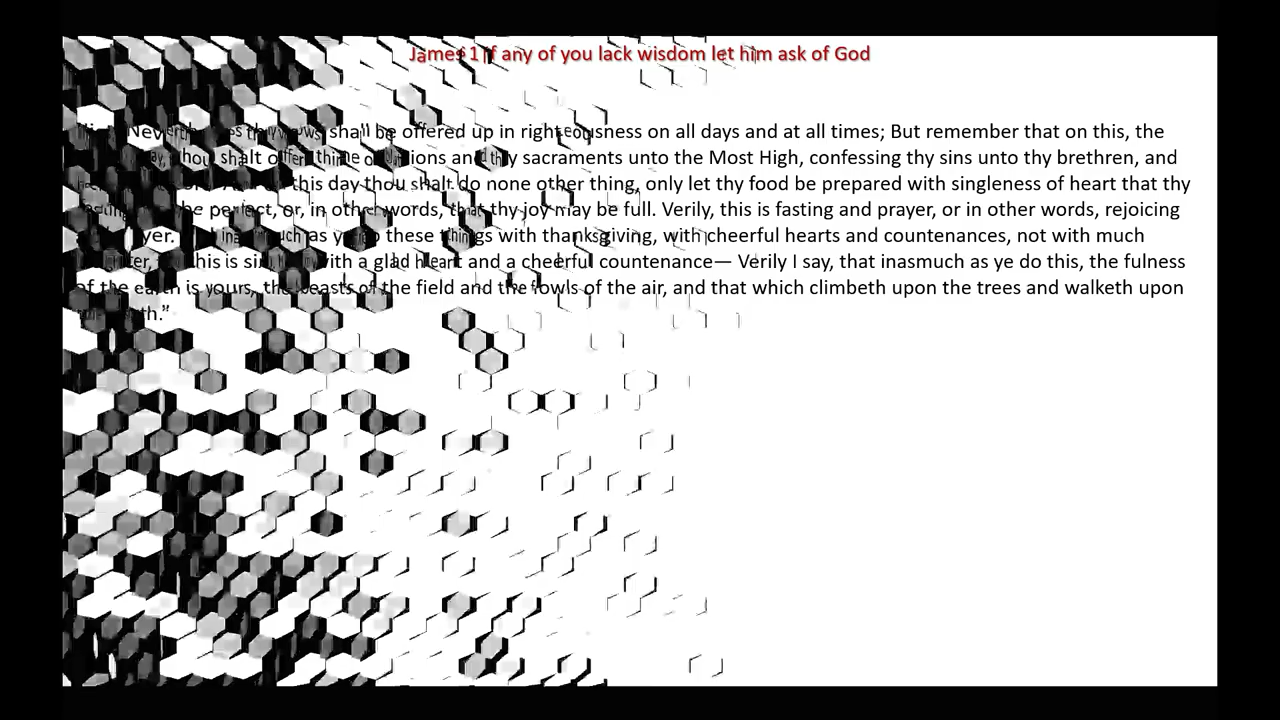 James 1 if any of you lack wisdom let him ask of God
Nevertheless thy vows shall be offered up in righteousness on all days and at all times; But remember that on this, the
thou shalt offer thine oblations and thy sacraments unto the Most High, confessing thy sins unto thy brethren, and
this day thou shalt do none other thing, only let thy food be prepared with singleness of heart that thy
be perfect, or, in other words, that thy joy may be full. Verily, this is fasting and prayer, or in other words, rejoicing
as ye do these things with thanksgiving, with cheerful hearts and countenances, not with much
this is sin with a glad heart and a cheerful countenance— Verily I say, that inasmuch as ye do this, the fulness
of the earth is yours, the beasts of the field and the fowls of the air, and that which climbeth upon the trees and walketh upon